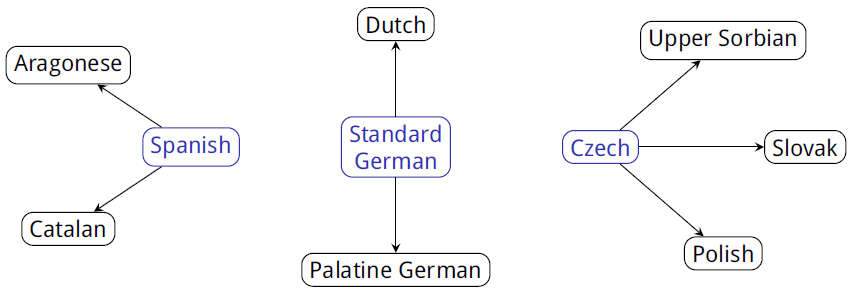 Aragonese
Spanish
Catalan
Dutch
Standard
German
Palatine German
Upper Sorbian
Czech
Slovak
Polish